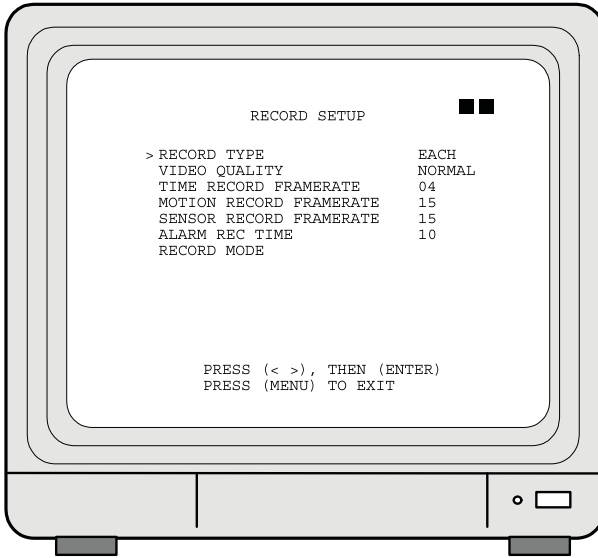 RECORD SETUP
> RECORD TYPE EACH
VIDEO QUALITY NORMAL
TIME RECORD FRAMERATE 04
MOTION RECORD FRAMERATE 15
SENSOR RECORD FRAMERATE 15
ALARM REC TIME 10
RECORD MODE
PRESS (< >), THEN (ENTER)
PRESS (MENU) TO EXIT